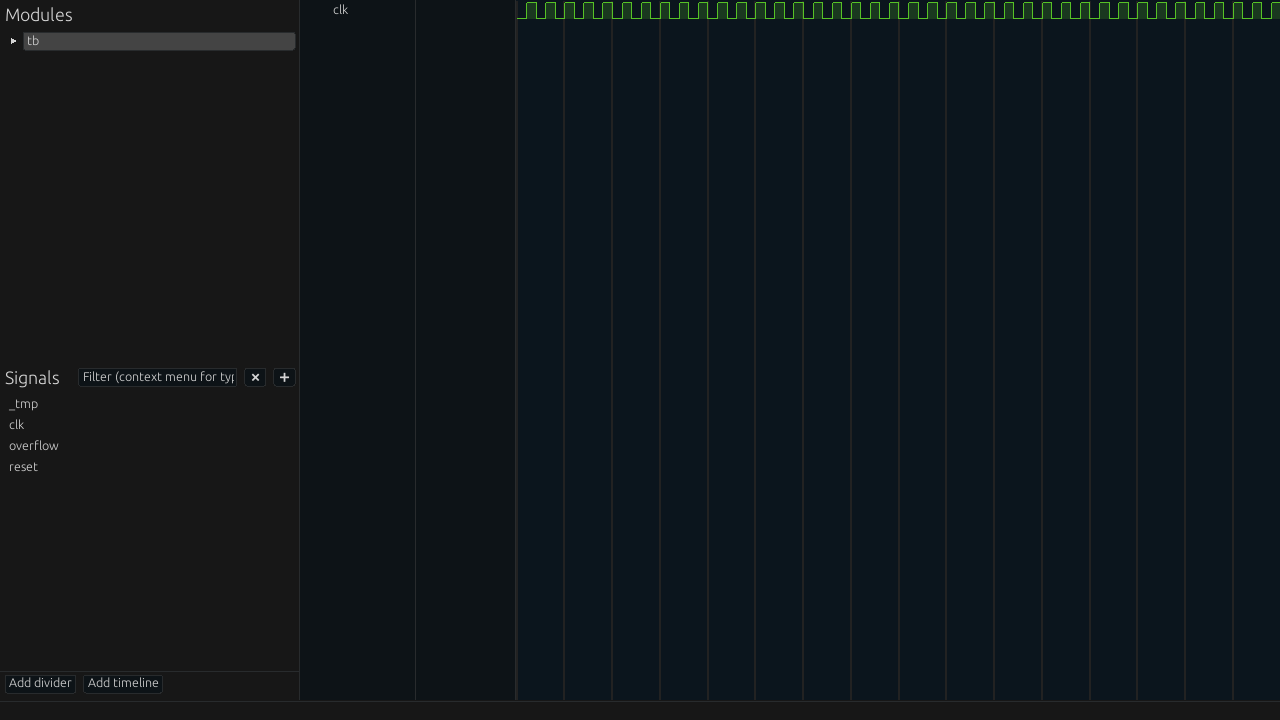 Modules
clk
tb
Signals
Filter (context menu for typ
_tmp
clk
overflow
reset
Add divider
Add timeline